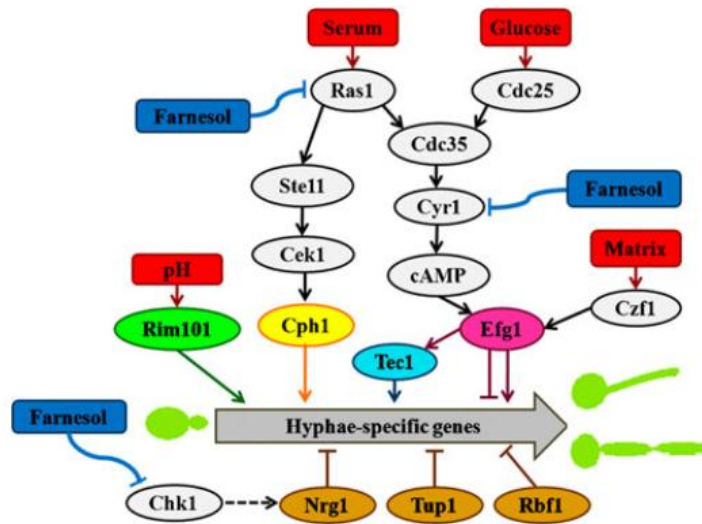 Serum
Glucose
Ras1
Cdc25
Farnesol
Cdc35
Ste11
Cyr1
Farnesol
Cek1
cAMP
Matrix
pH
Czf1
Rim101
Cph1
Efg1
Tec1
Farnesol
Hyphae-specific genes
Chk1
Nrg1
Tup1
Rbf1